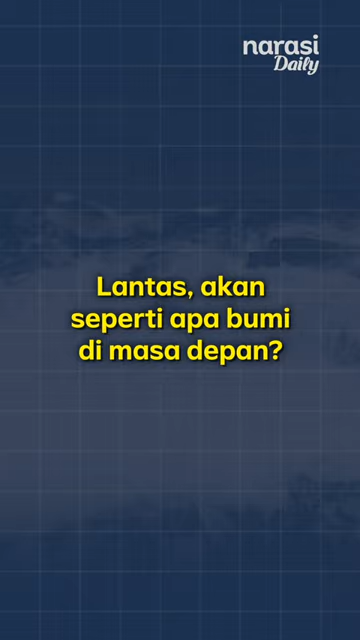 narasi
Daily
Lantas, akan
seperti apa bumi
di masa depan?